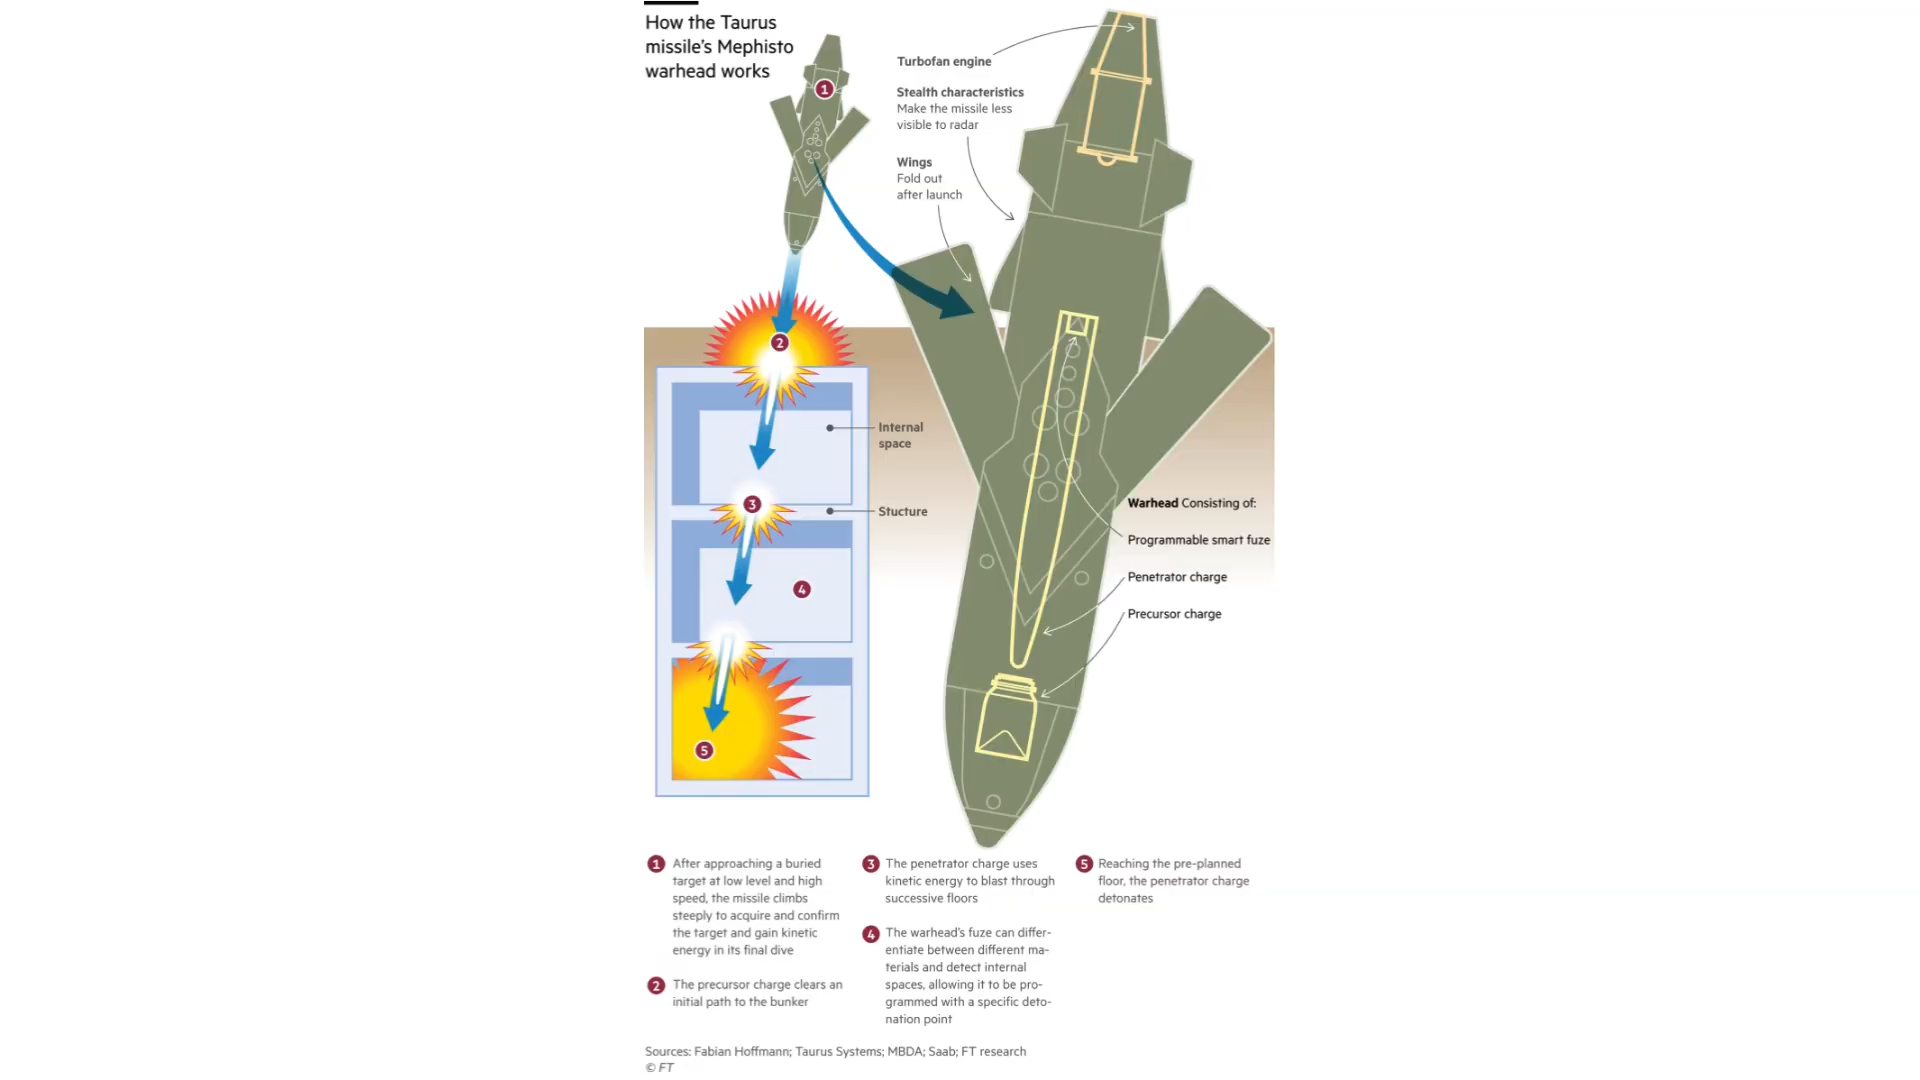 How the Taurus
missile's Mephisto
warhead works
1
Turbofan engine
Stealth characteristics
Make the missile less
visible to radar
Wings
Fold out
after launch
2
Internal
space
3
Stucture
4
5
Warhead Consisting of:
Programmable smart fuze
Penetrator charge
Precursor charge
1 After approaching a buried
target at low level and high
speed, the missile climbs
steeply to acquire and confirm
the target and gain kinetic
energy in its final dive
2 The precursor charge clears an
initial path to the bunker
3 The penetrator charge uses
kinetic energy to blast through
successive floors
4 The warhead's fuze can differ-
entiate between different ma-
terials and detect internal
spaces, allowing it to be pro-
grammed with a specific deto-
nation point
5 Reaching the pre-planned
floor, the penetrator charge
detonates
Sources: Fabian Hoffmann; Taurus Systems; MBDA; Saab; FT research
© FT